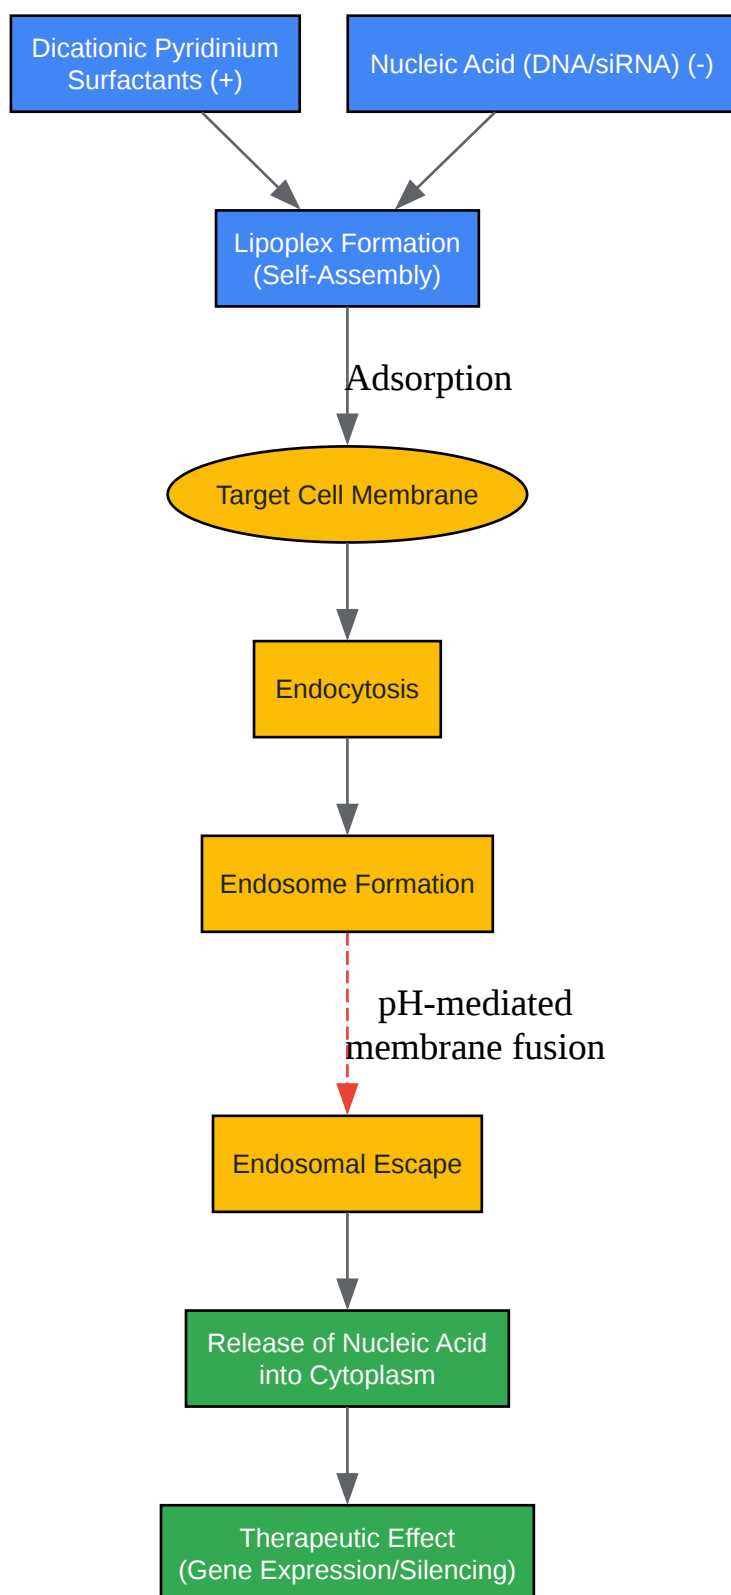 Dicationic Pyridinium
Surfactants (+)
Nucleic Acid (DNA/siRNA) (-)
Lipoplex Formation
(Self-Assembly)
Adsorption
Target Cell Membrane
Endocytosis
Endosome Formation
pH-mediated
membrane fusion
Endosomal Escape
Release of Nucleic Acid
into Cytoplasm
Therapeutic Effect
(Gene Expression/Silencing)